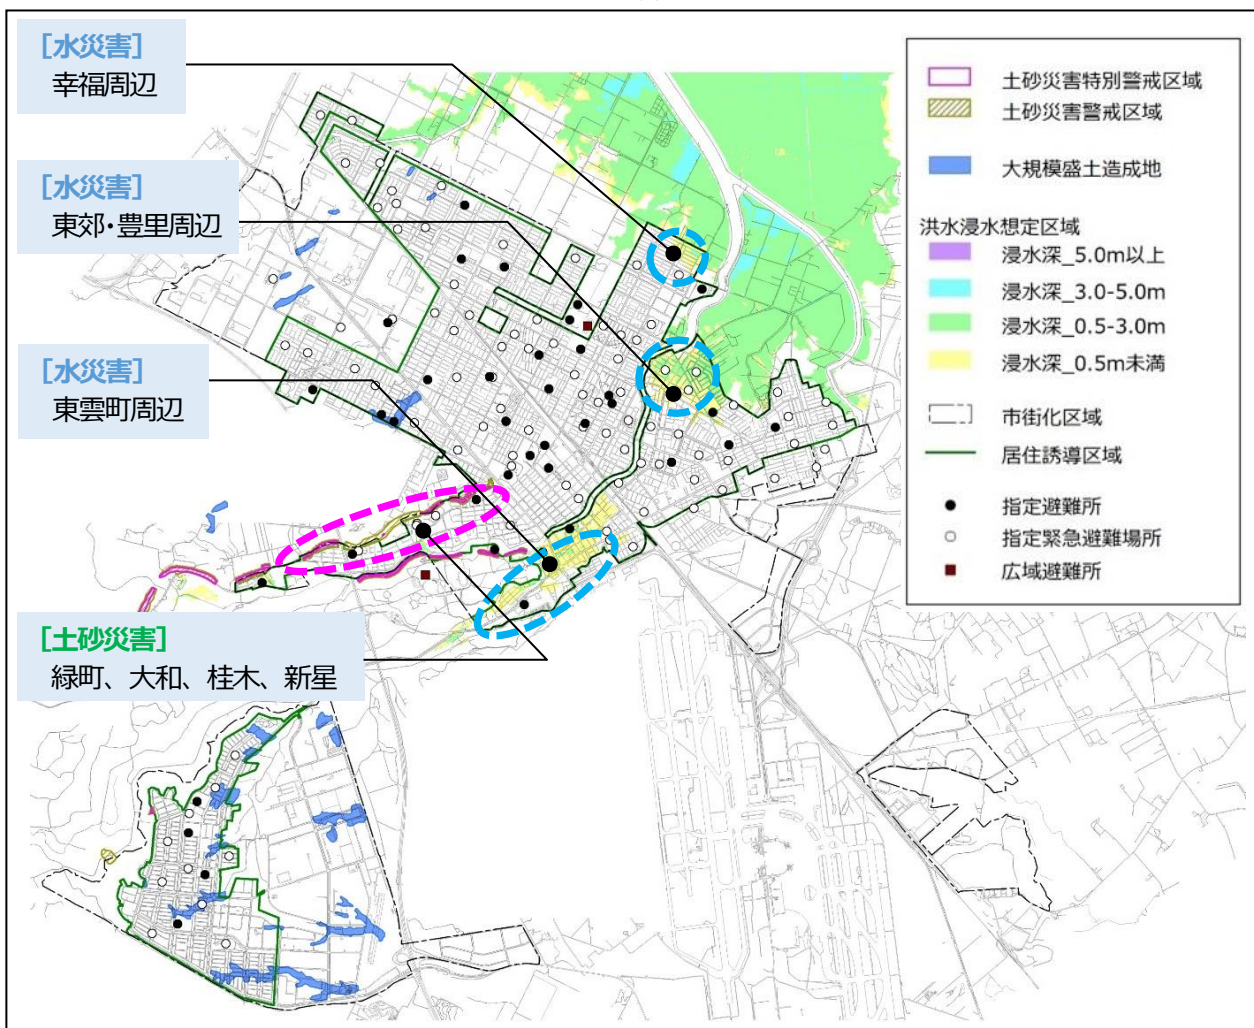 [水災害]
幸福周辺
[水災害]
東郊・豊里周辺
[水災害]
東雲町周辺
[土砂災害]
緑町、大和、桂木、新星
土砂災害特別警戒区域
土砂災害警戒区域
大規模盛土造成地
洪水浸水想定区域
浸水深_5.0m以上
浸水深_3.0-5.0m
浸水深_0.5-3.0m
浸水深_0.5m未満
市街化区域
居住誘導区域
指定避難所
指定緊急避難場所
広域避難所